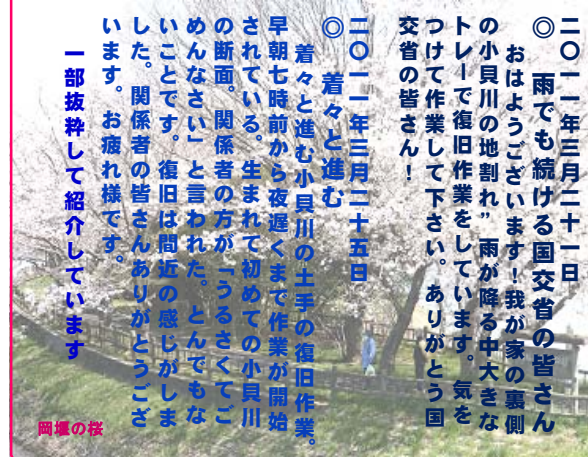 二〇一一年三月二十一日
◎ 雨でも続ける国交省の皆さん
おはようございます！我が家の裏側
の小貝川の地割れ”雨が降る中大きな
トレーで復旧作業をしています。気を
つけて作業して下さい。ありがとう国
交省の皆さん！
二〇一一年三月二十五日
◎ 着々と進む
着々と進む小貝川の土手の復旧作業。
早朝七時前から夜遅くまで作業が開始
されている。生まれて初めての小貝川
の断面。関係者の方が「うるさくてご
めんなさい」と言われた。とんでもな
いことです。復旧は間近の感じがしま
した。関係者の皆さんありがとうござ
います。お疲れ様です。
一部抜粋して紹介しています
岡堰の桜